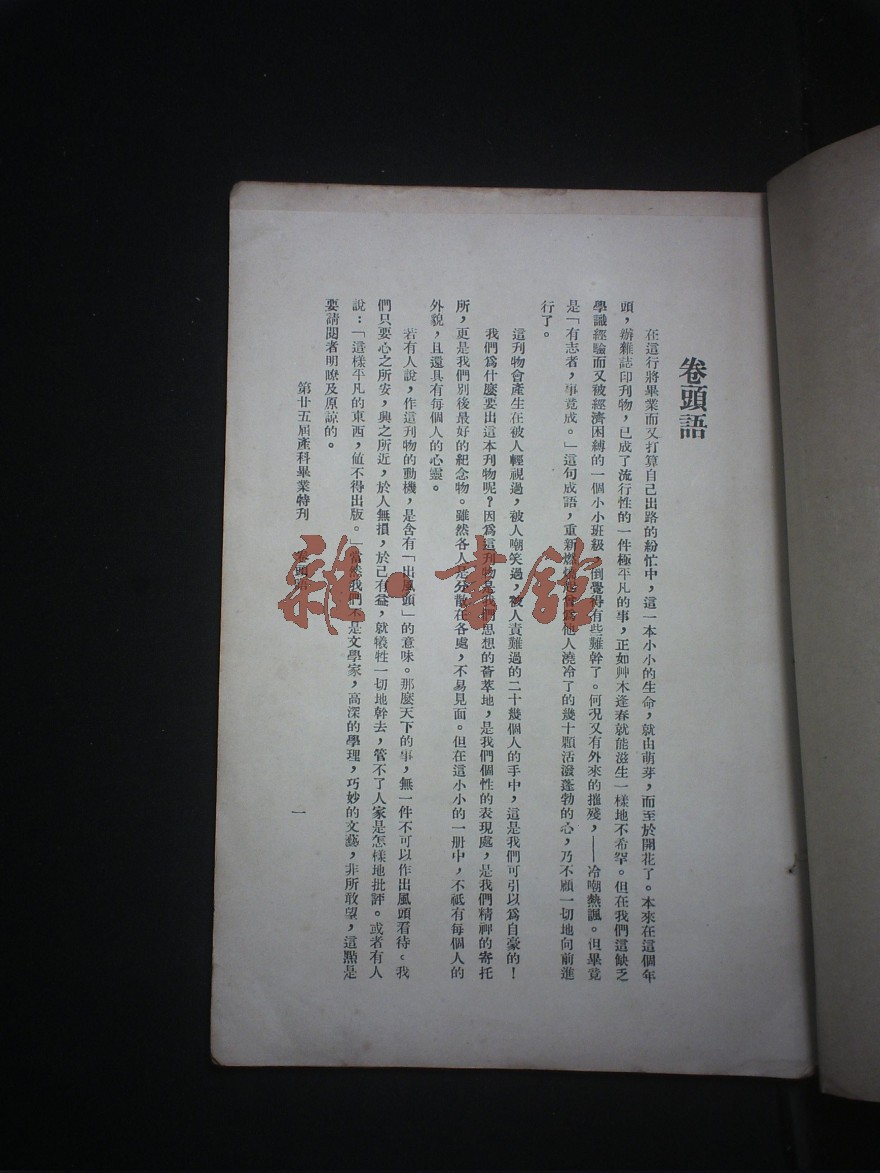 卷頭語
在這行將畢業而又打算自己出路的紛忙中，這一本小小的生命，就由萌芽，而至於開花了。本來在這個年
頭，辦雜誌印刊物，已成了流行性的一件極平凡的事，正如艸木逢春就能滋生一樣地不希罕。但在我們這缺乏
學識經驗而又被經濟困縛的一個小小班級，倒覺得有些難幹了。何況又有外來的摧殘，——冷嘲熱諷。但畢竟
是「有志者，事竟成。」這句成語，重新燃燒起曾爲他人澆冷了的幾十顆活潑蓬勃的心，乃不顧一切地向前進
行了。
這刊物會產生在被人輕視過，被人嘲笑過，被人責難過的二十幾個人的手中，這是我們可引以爲自豪的！
我們爲什麼要出這本刊物呢？因爲這刊物是我們思想的薈萃地，是我們個性的表現處，是我們精神的寄托
所，更是我們別後最好的紀念物。雖然各人是分散在各處，不易見面。但在這小小的一册中，不祗有每個人的
外貌，且還具有每個人的心靈。
若有人說，作這刊物的動機，是含有「出風頭」的意味。那麼天下的事，無一件不可以作出風頭看待。我
們只要心之所安，興之所近，於人無損，於己有益，就犧牲一切地幹去，管不了人家是怎樣地批評。或者有人
說：「這樣平凡的東西，値不得出版。」當然我們不是文學家，高深的學理，巧妙的文藝，非所敢望，這點是
要請閱者明瞭及原諒的。
第廿五屆產科畢業特刊　卷頭語
一
雜·書館